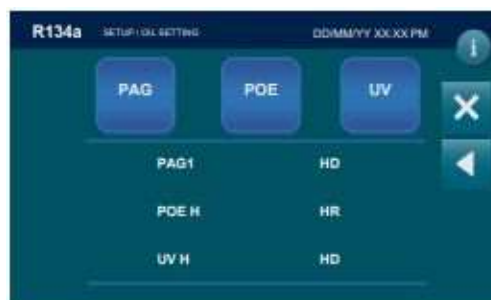 R134a SETUP / OIL SETTING DD/MM/YY XX.XX PM
i
PAG POE UV
PAG1 HD
POE H HR
UV H HD